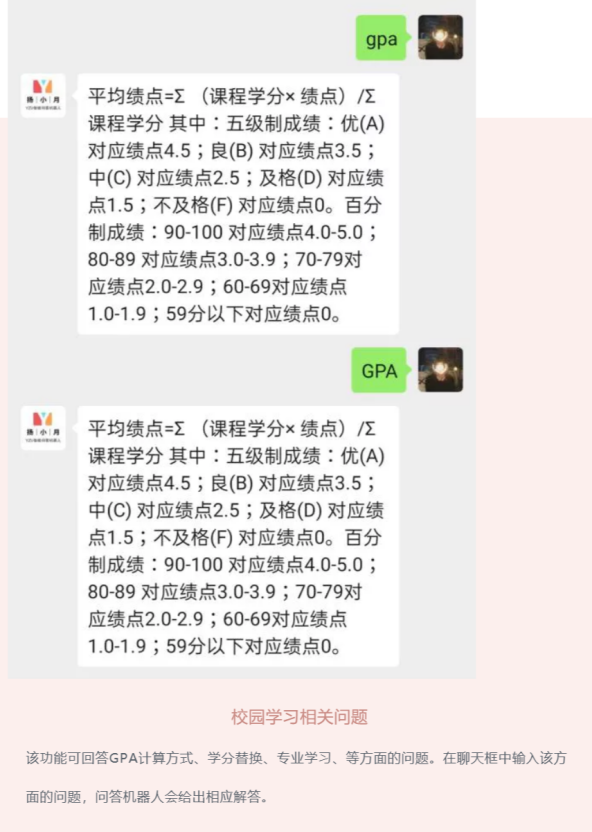 gpa
扬|小|月
平均绩点=Σ （课程学分× 绩点）/Σ
课程学分 其中：五级制成绩：优(A)
对应绩点4.5；良(B) 对应绩点3.5；
中(C) 对应绩点2.5；及格(D) 对应绩
点1.5；不及格(F) 对应绩点0。百分
制成绩：90-100 对应绩点4.0-5.0；
80-89 对应绩点3.0-3.9；70-79对
应绩点2.0-2.9；60-69对应绩点
1.0-1.9；59分以下对应绩点0。
GPA
扬|小|月
平均绩点=Σ （课程学分× 绩点）/Σ
课程学分 其中：五级制成绩：优(A)
对应绩点4.5；良(B) 对应绩点3.5；
中(C) 对应绩点2.5；及格(D) 对应绩
点1.5；不及格(F) 对应绩点0。百分
制成绩：90-100 对应绩点4.0-5.0；
80-89 对应绩点3.0-3.9；70-79对
应绩点2.0-2.9；60-69对应绩点
1.0-1.9；59分以下对应绩点0。
校园学习相关问题
该功能可回答GPA计算方式、学分替换、专业学习、等方面的问题。在聊天框中输入该方
面的问题，问答机器人会给出相应解答。